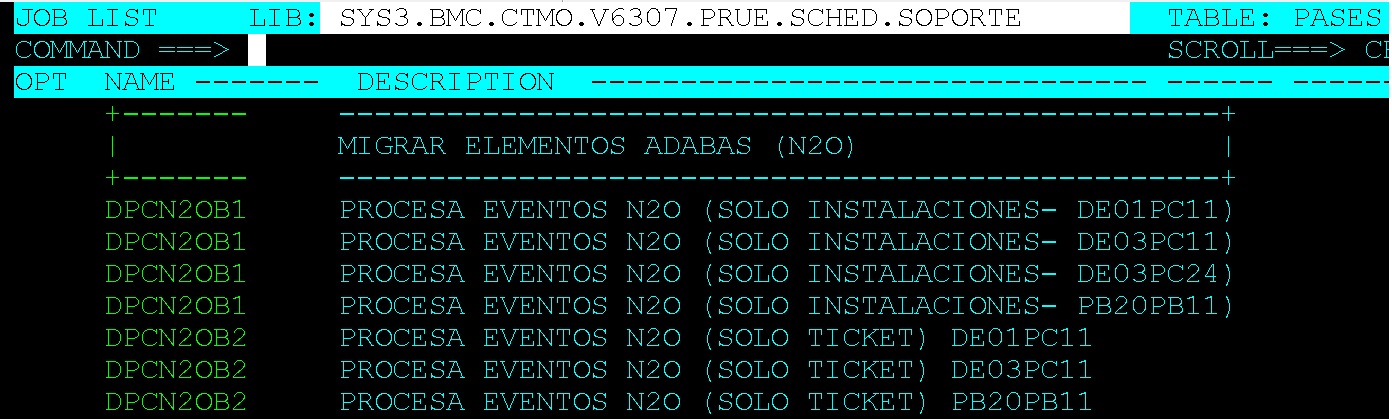 JOB LIST LIB: SYS3.BMC.CTMO.V6307.PRUE.SCHED.SOPORTE TABLE: PASES
COMMAND ===> SCROLL===>
OPT NAME ------- DESCRIPTION -------------------------------- ------ ------
+------- ---------------------------------------------------+
| MIGRAR ELEMENTOS ADABAS (N2O) |
+------- ---------------------------------------------------+
DPCN2OB1 PROCESA EVENTOS N2O (SOLO INSTALACIONES- DE01PC11)
DPCN2OB1 PROCESA EVENTOS N2O (SOLO INSTALACIONES- DE03PC11)
DPCN2OB1 PROCESA EVENTOS N2O (SOLO INSTALACIONES- DE03PC24)
DPCN2OB1 PROCESA EVENTOS N2O (SOLO INSTALACIONES- PB20PB11)
DPCN2OB2 PROCESA EVENTOS N2O (SOLO TICKET) DE01PC11
DPCN2OB2 PROCESA EVENTOS N2O (SOLO TICKET) DE03PC11
DPCN2OB2 PROCESA EVENTOS N2O (SOLO TICKET) PB20PB11